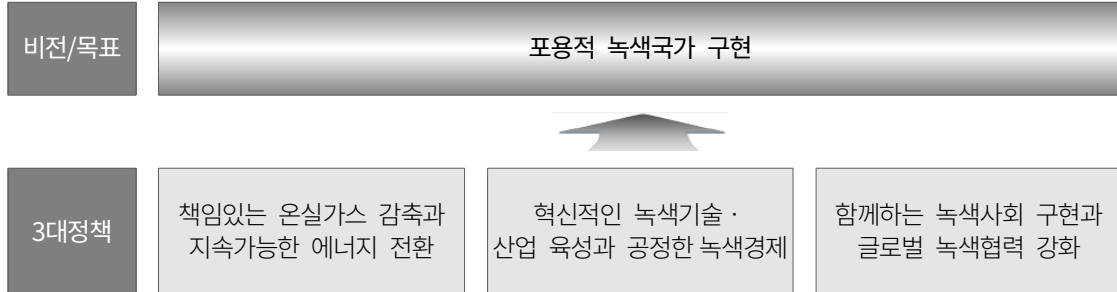 비전/목표
포용적 녹색국가 구현
3대정책
책임있는 온실가스 감축과
지속가능한 에너지 전환
혁신적인 녹색기술 ·
산업 육성과 공정한 녹색경제
함께하는 녹색사회 구현과
글로벌 녹색협력 강화